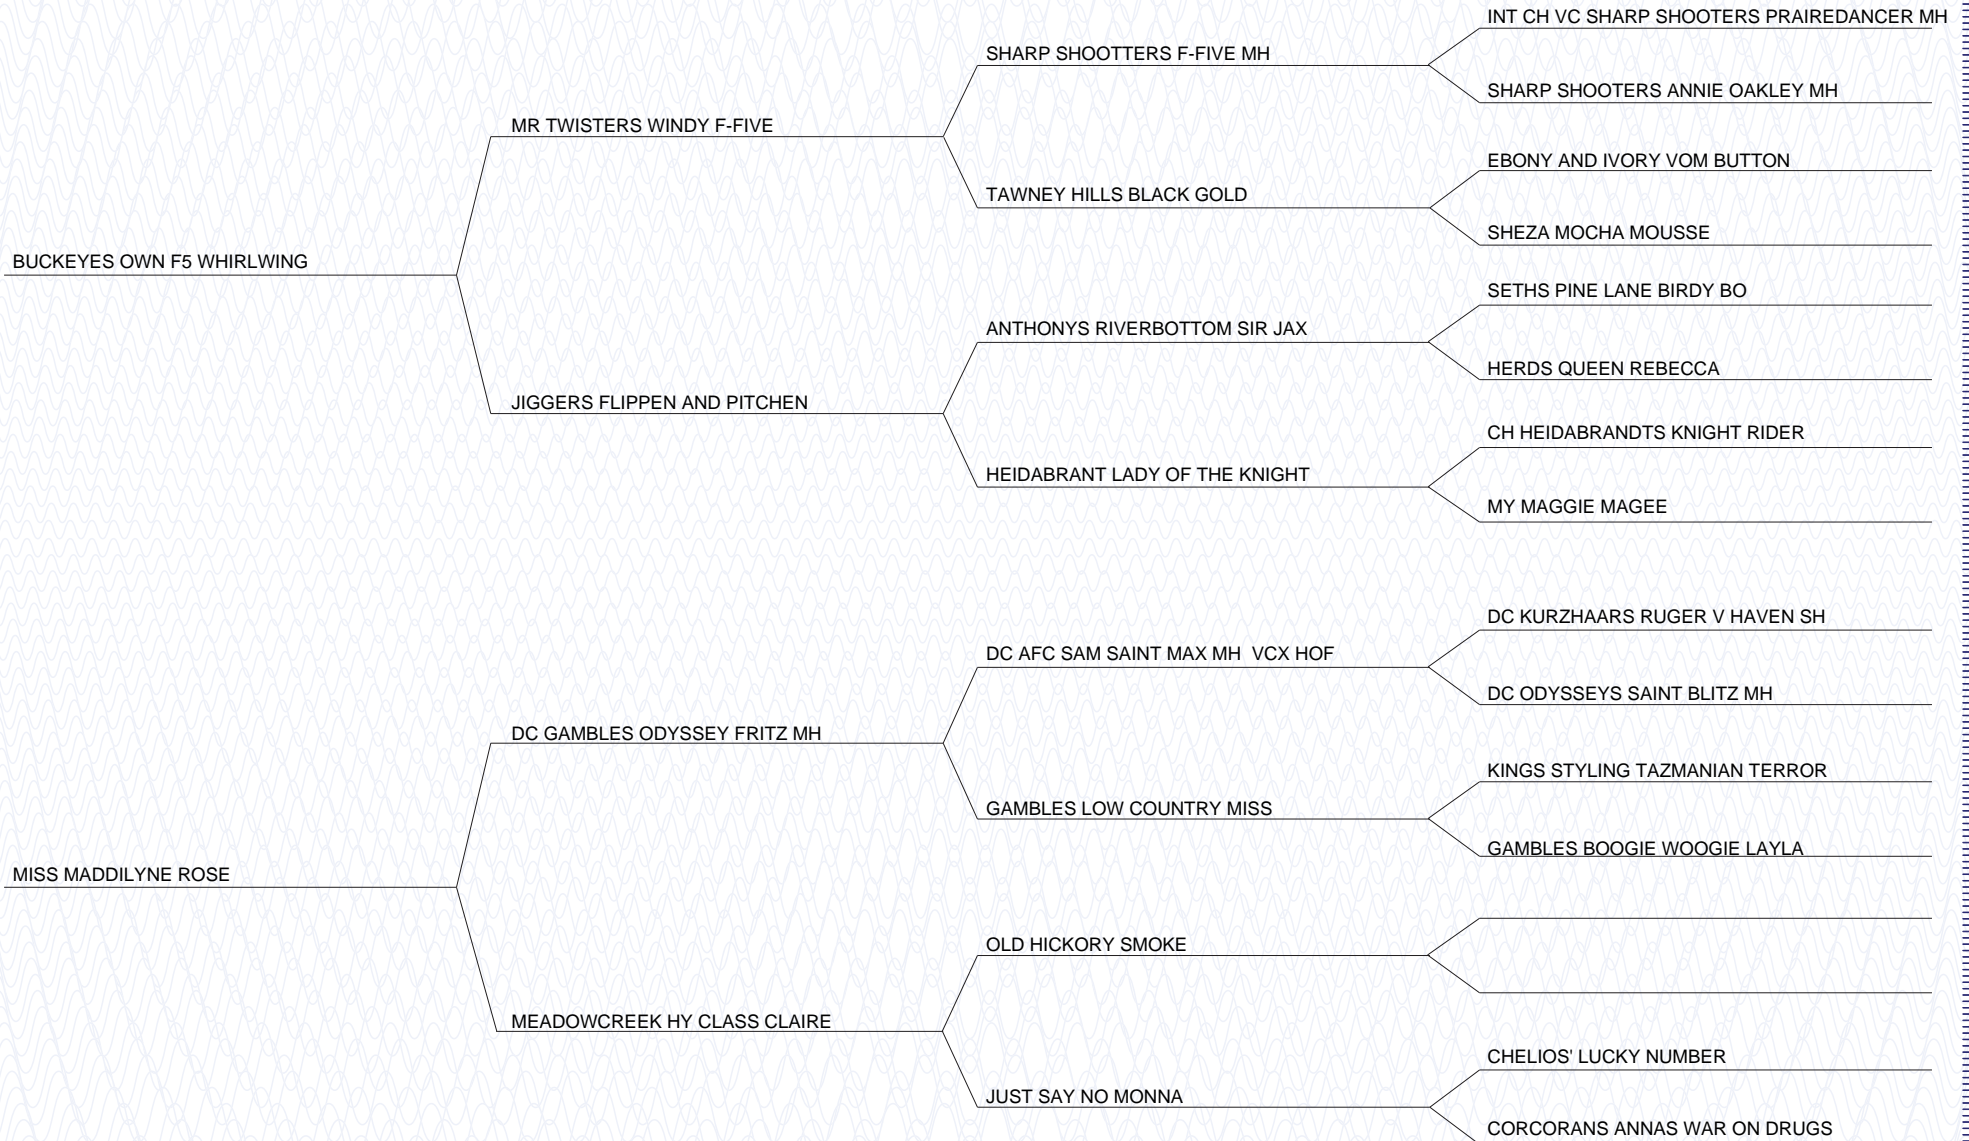 INT CH VC SHARP SHOOTERS PRAIREDANCER MH
SHARP SHOOTTERS F-FIVE MH
SHARP SHOOTERS ANNIE OAKLEY MH
MR TWISTERS WINDY F-FIVE
EBONY AND IVORY VOM BUTTON
TAWNEY HILLS BLACK GOLD
SHEZA MOCHA MOUSSE
BUCKEYES OWN F5 WHIRLWING
SETHS PINE LANE BIRDY BO
ANTHONYS RIVERBOTTOM SIR JAX
HERDS QUEEN REBECCA
JIGGERS FLIPPEN AND PITCHEN
CH HEIDABRANDTS KNIGHT RIDER
HEIDABRANT LADY OF THE KNIGHT
MY MAGGIE MAGEE
DC KURZHAARS RUGER V HAVEN SH
DC AFC SAM SAINT MAX MH  VCX HOF
DC ODYSSEYS SAINT BLITZ MH
DC GAMBLES ODYSSEY FRITZ MH
KINGS STYLING TAZMANIAN TERROR
GAMBLES LOW COUNTRY MISS
GAMBLES BOOGIE WOOGIE LAYLA
MISS MADDILYNE ROSE
OLD HICKORY SMOKE
MEADOWCREEK HY CLASS CLAIRE
CHELIOS' LUCKY NUMBER
JUST SAY NO MONNA
CORCORANS ANNAS WAR ON DRUGS